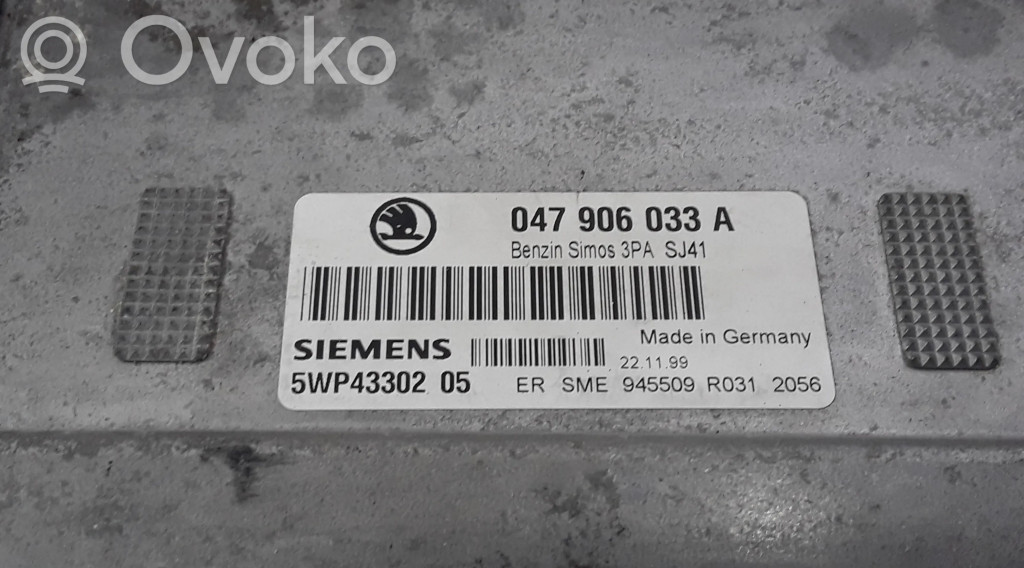 Ovoko
047 906 033 A
Benzin Simos 3PA SJ41
Made in Germany
SIEMENS
22.11.99
5WP43302 05 ER SME 945509 R031 2056